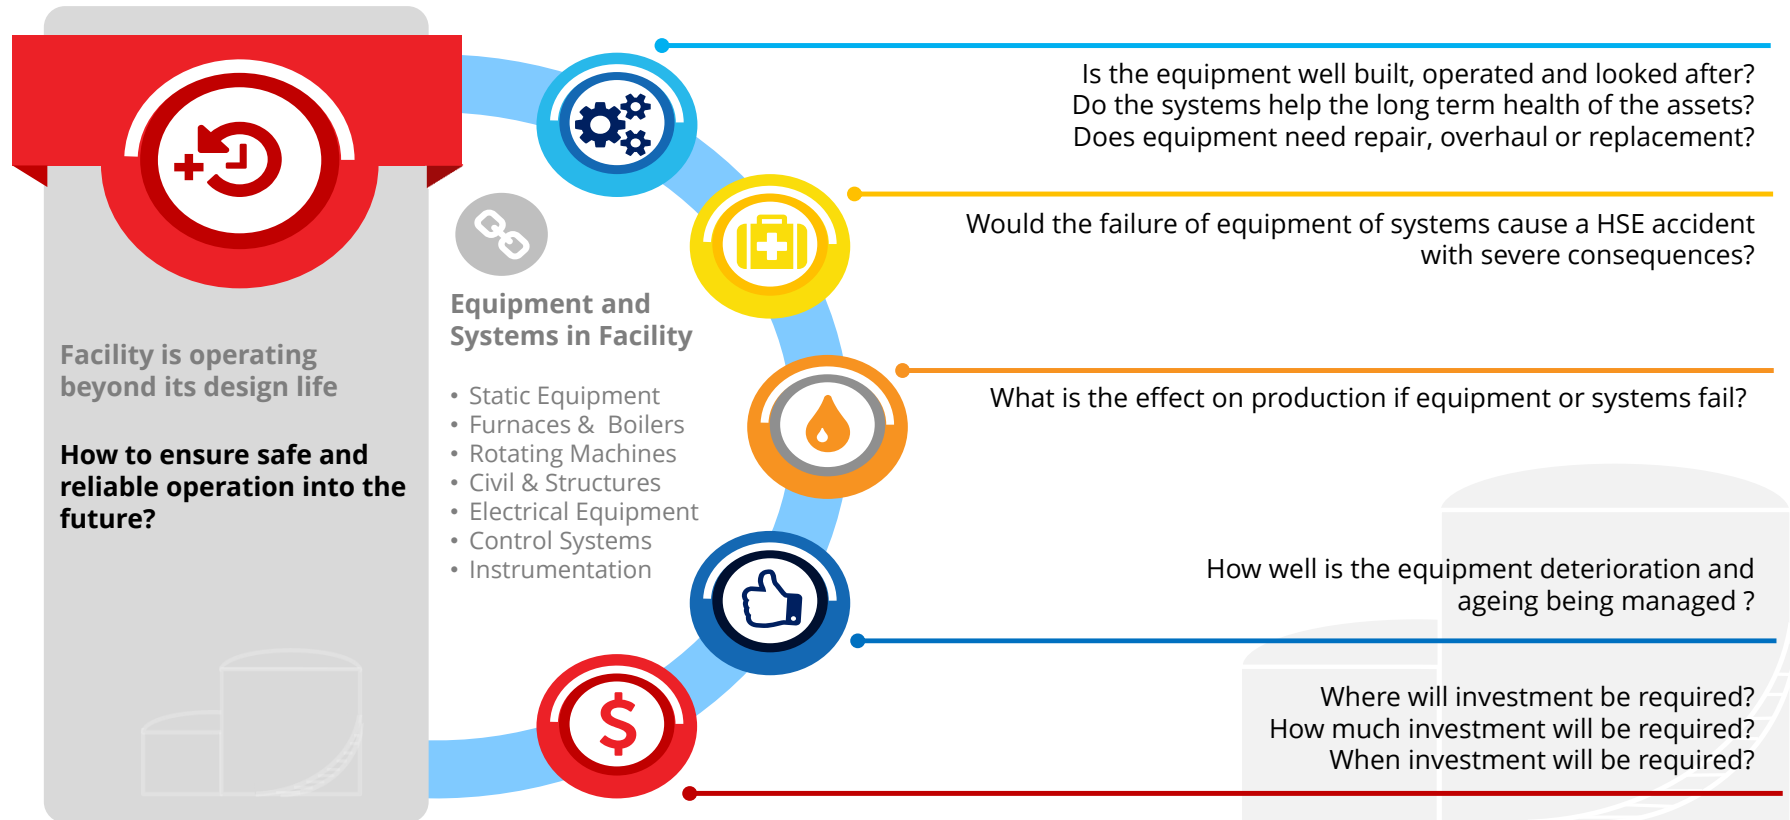 Facility is operating
beyond its design life
How to ensure safe and
reliable operation into the
future?
Equipment and
Systems in Facility
• Static Equipment
• Furnaces &  Boilers
• Rotating Machines
• Civil & Structures
• Electrical Equipment
• Control Systems
• Instrumentation
Is the equipment well built, operated and looked after?
Do the systems help the long term health of the assets?
Does equipment need repair, overhaul or replacement?
Would the failure of equipment of systems cause a HSE accident
with severe consequences?
What is the effect on production if equipment or systems fail?
How well is the equipment deterioration and
ageing being managed ?
$
Where will investment be required?
How much investment will be required?
When investment will be required?